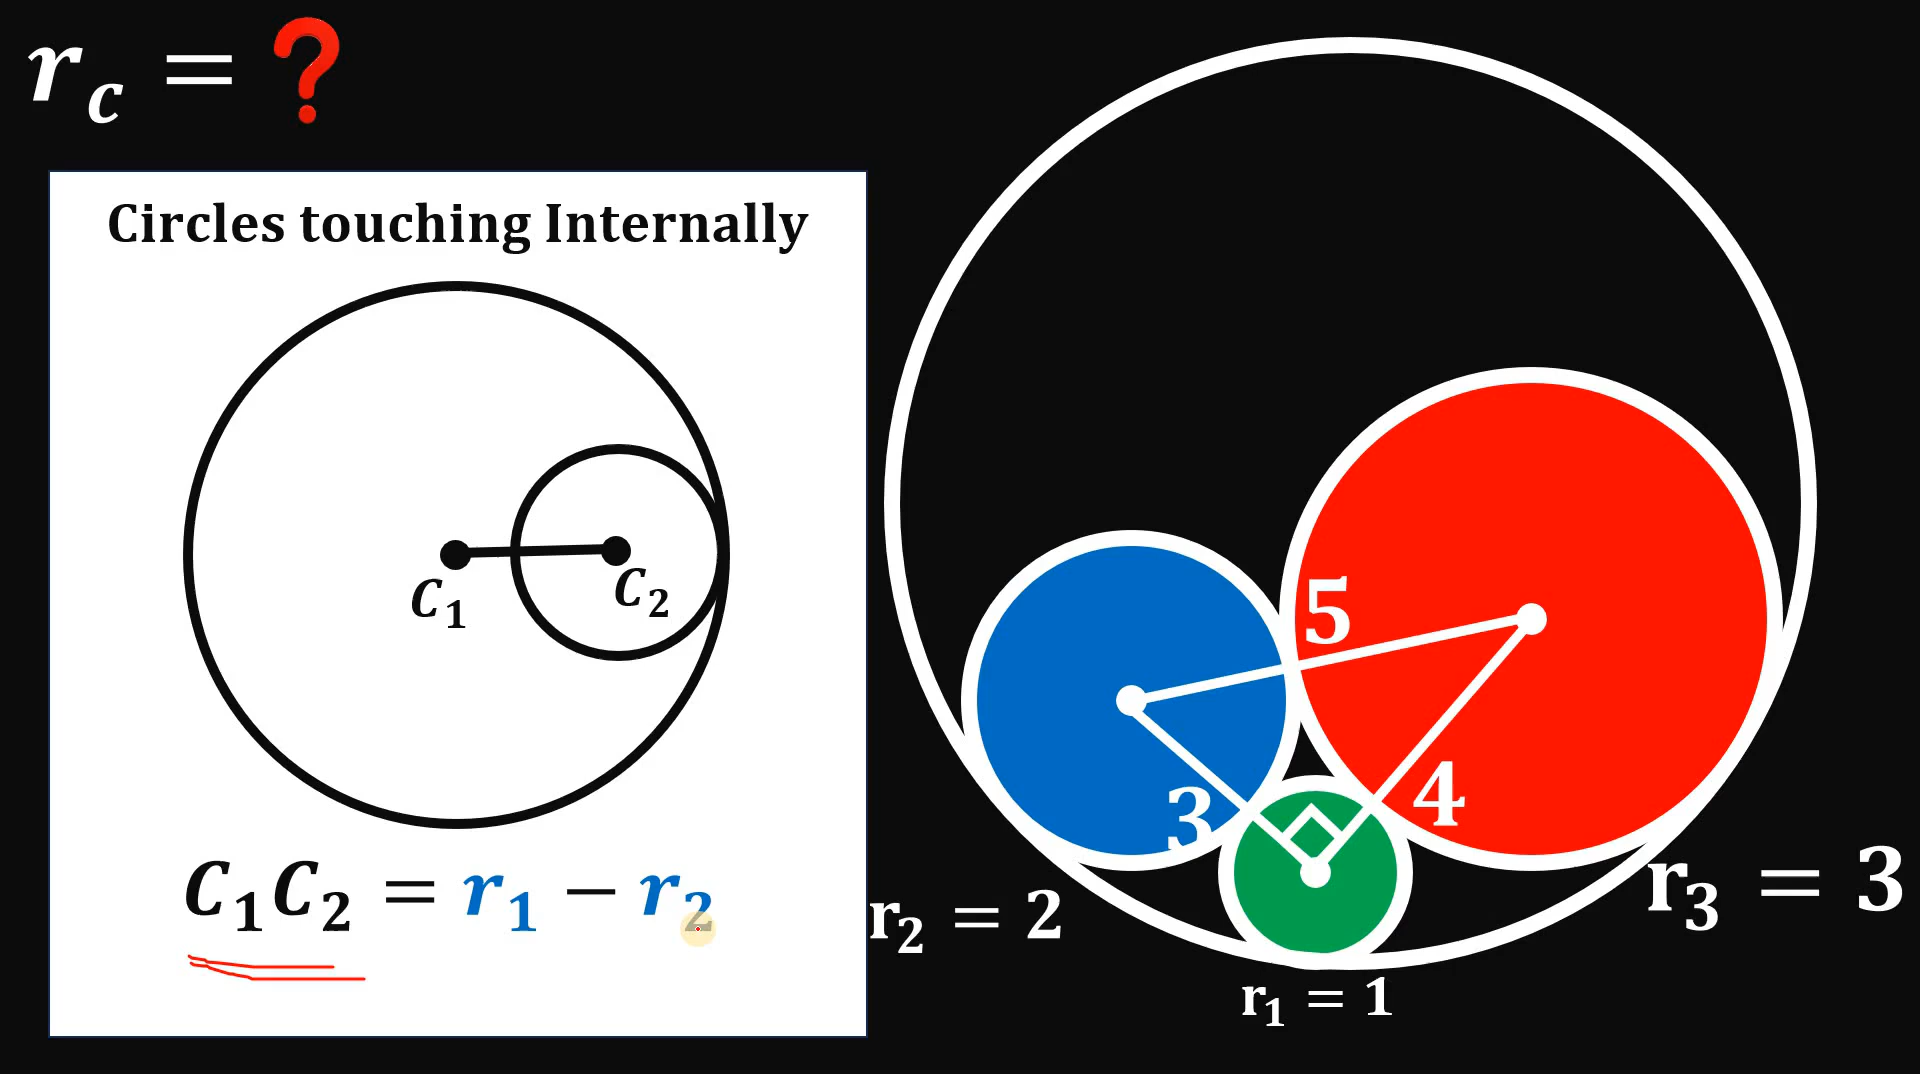 r_c = ❓
Circles touching Internally
C₁
C₂
C₁C₂ = r₁ − r₂
5
3
4
r₂ = 2
r₃ = 3
r₁ = 1